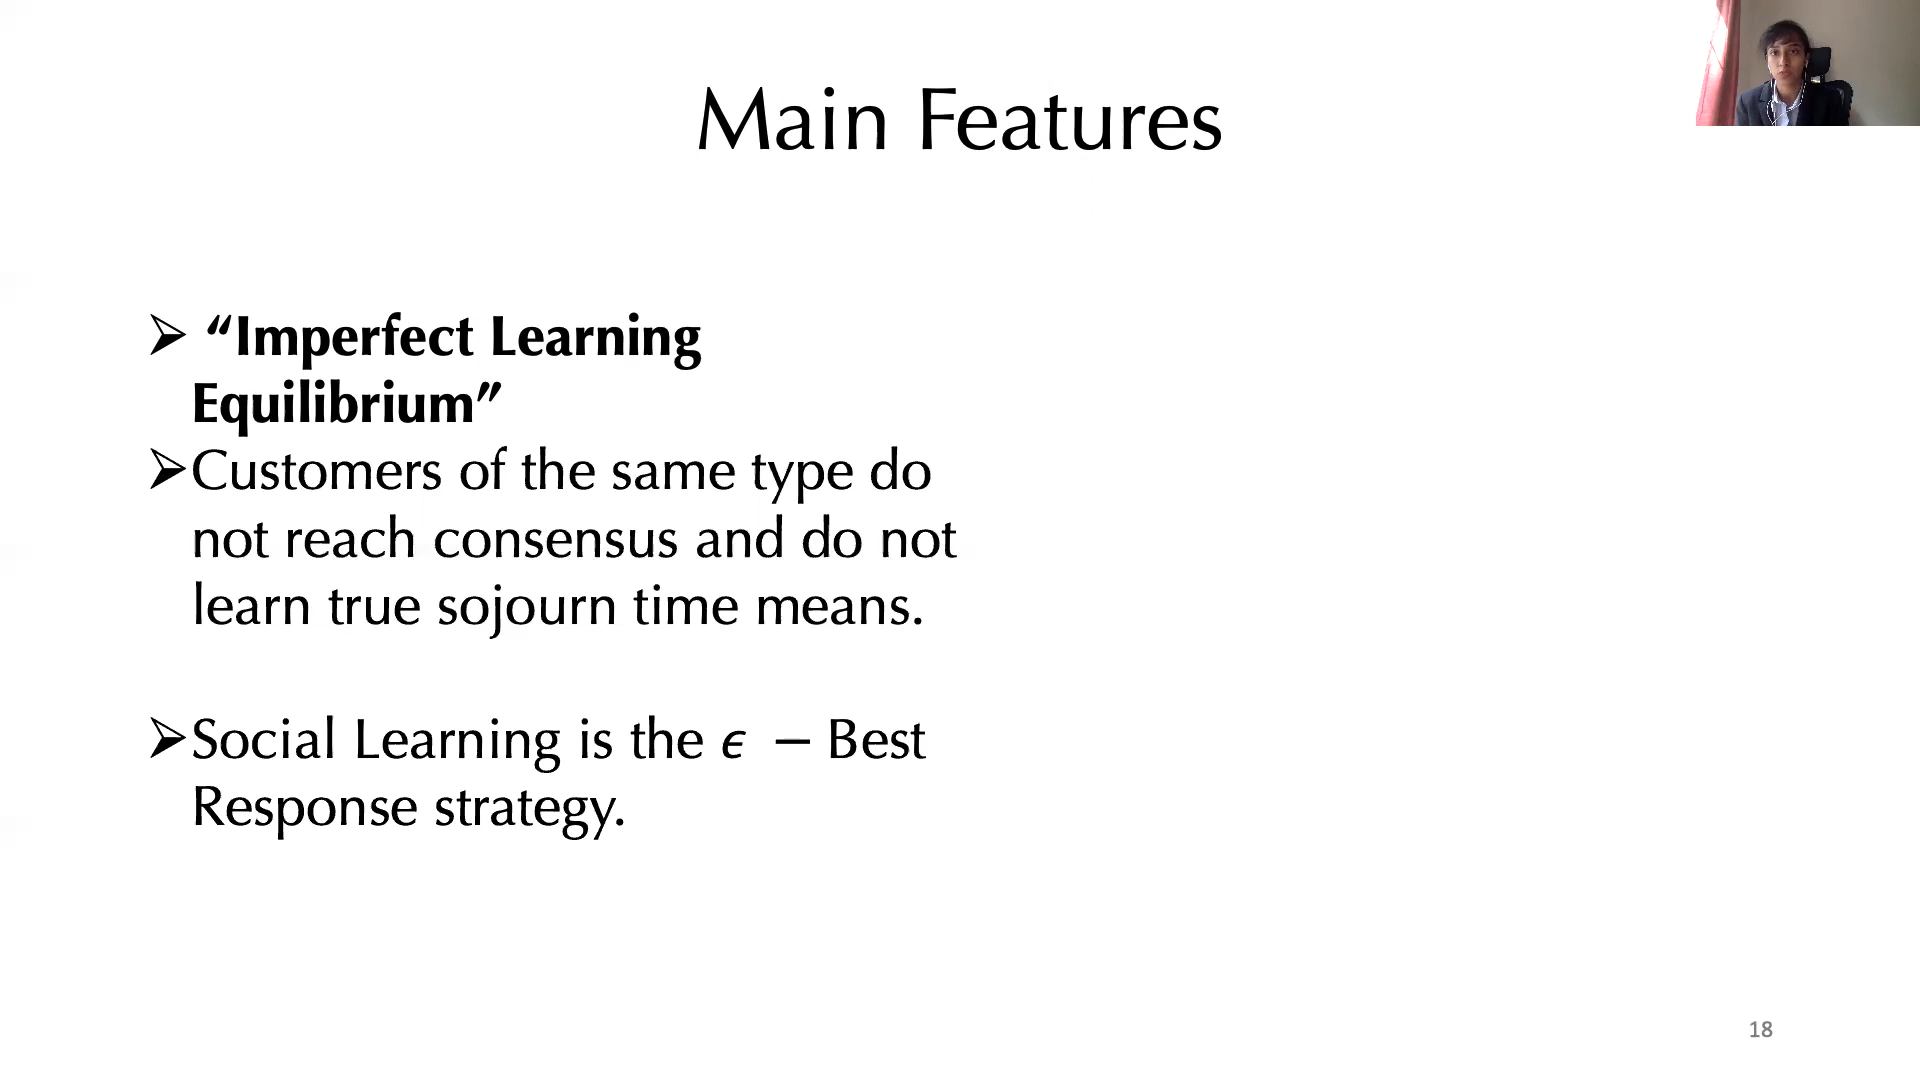 Main Features
➢ “Imperfect Learning
Equilibrium”
➢Customers of the same type do
not reach consensus and do not
learn true sojourn time means.
➢Social Learning is the ϵ – Best
Response strategy.
18